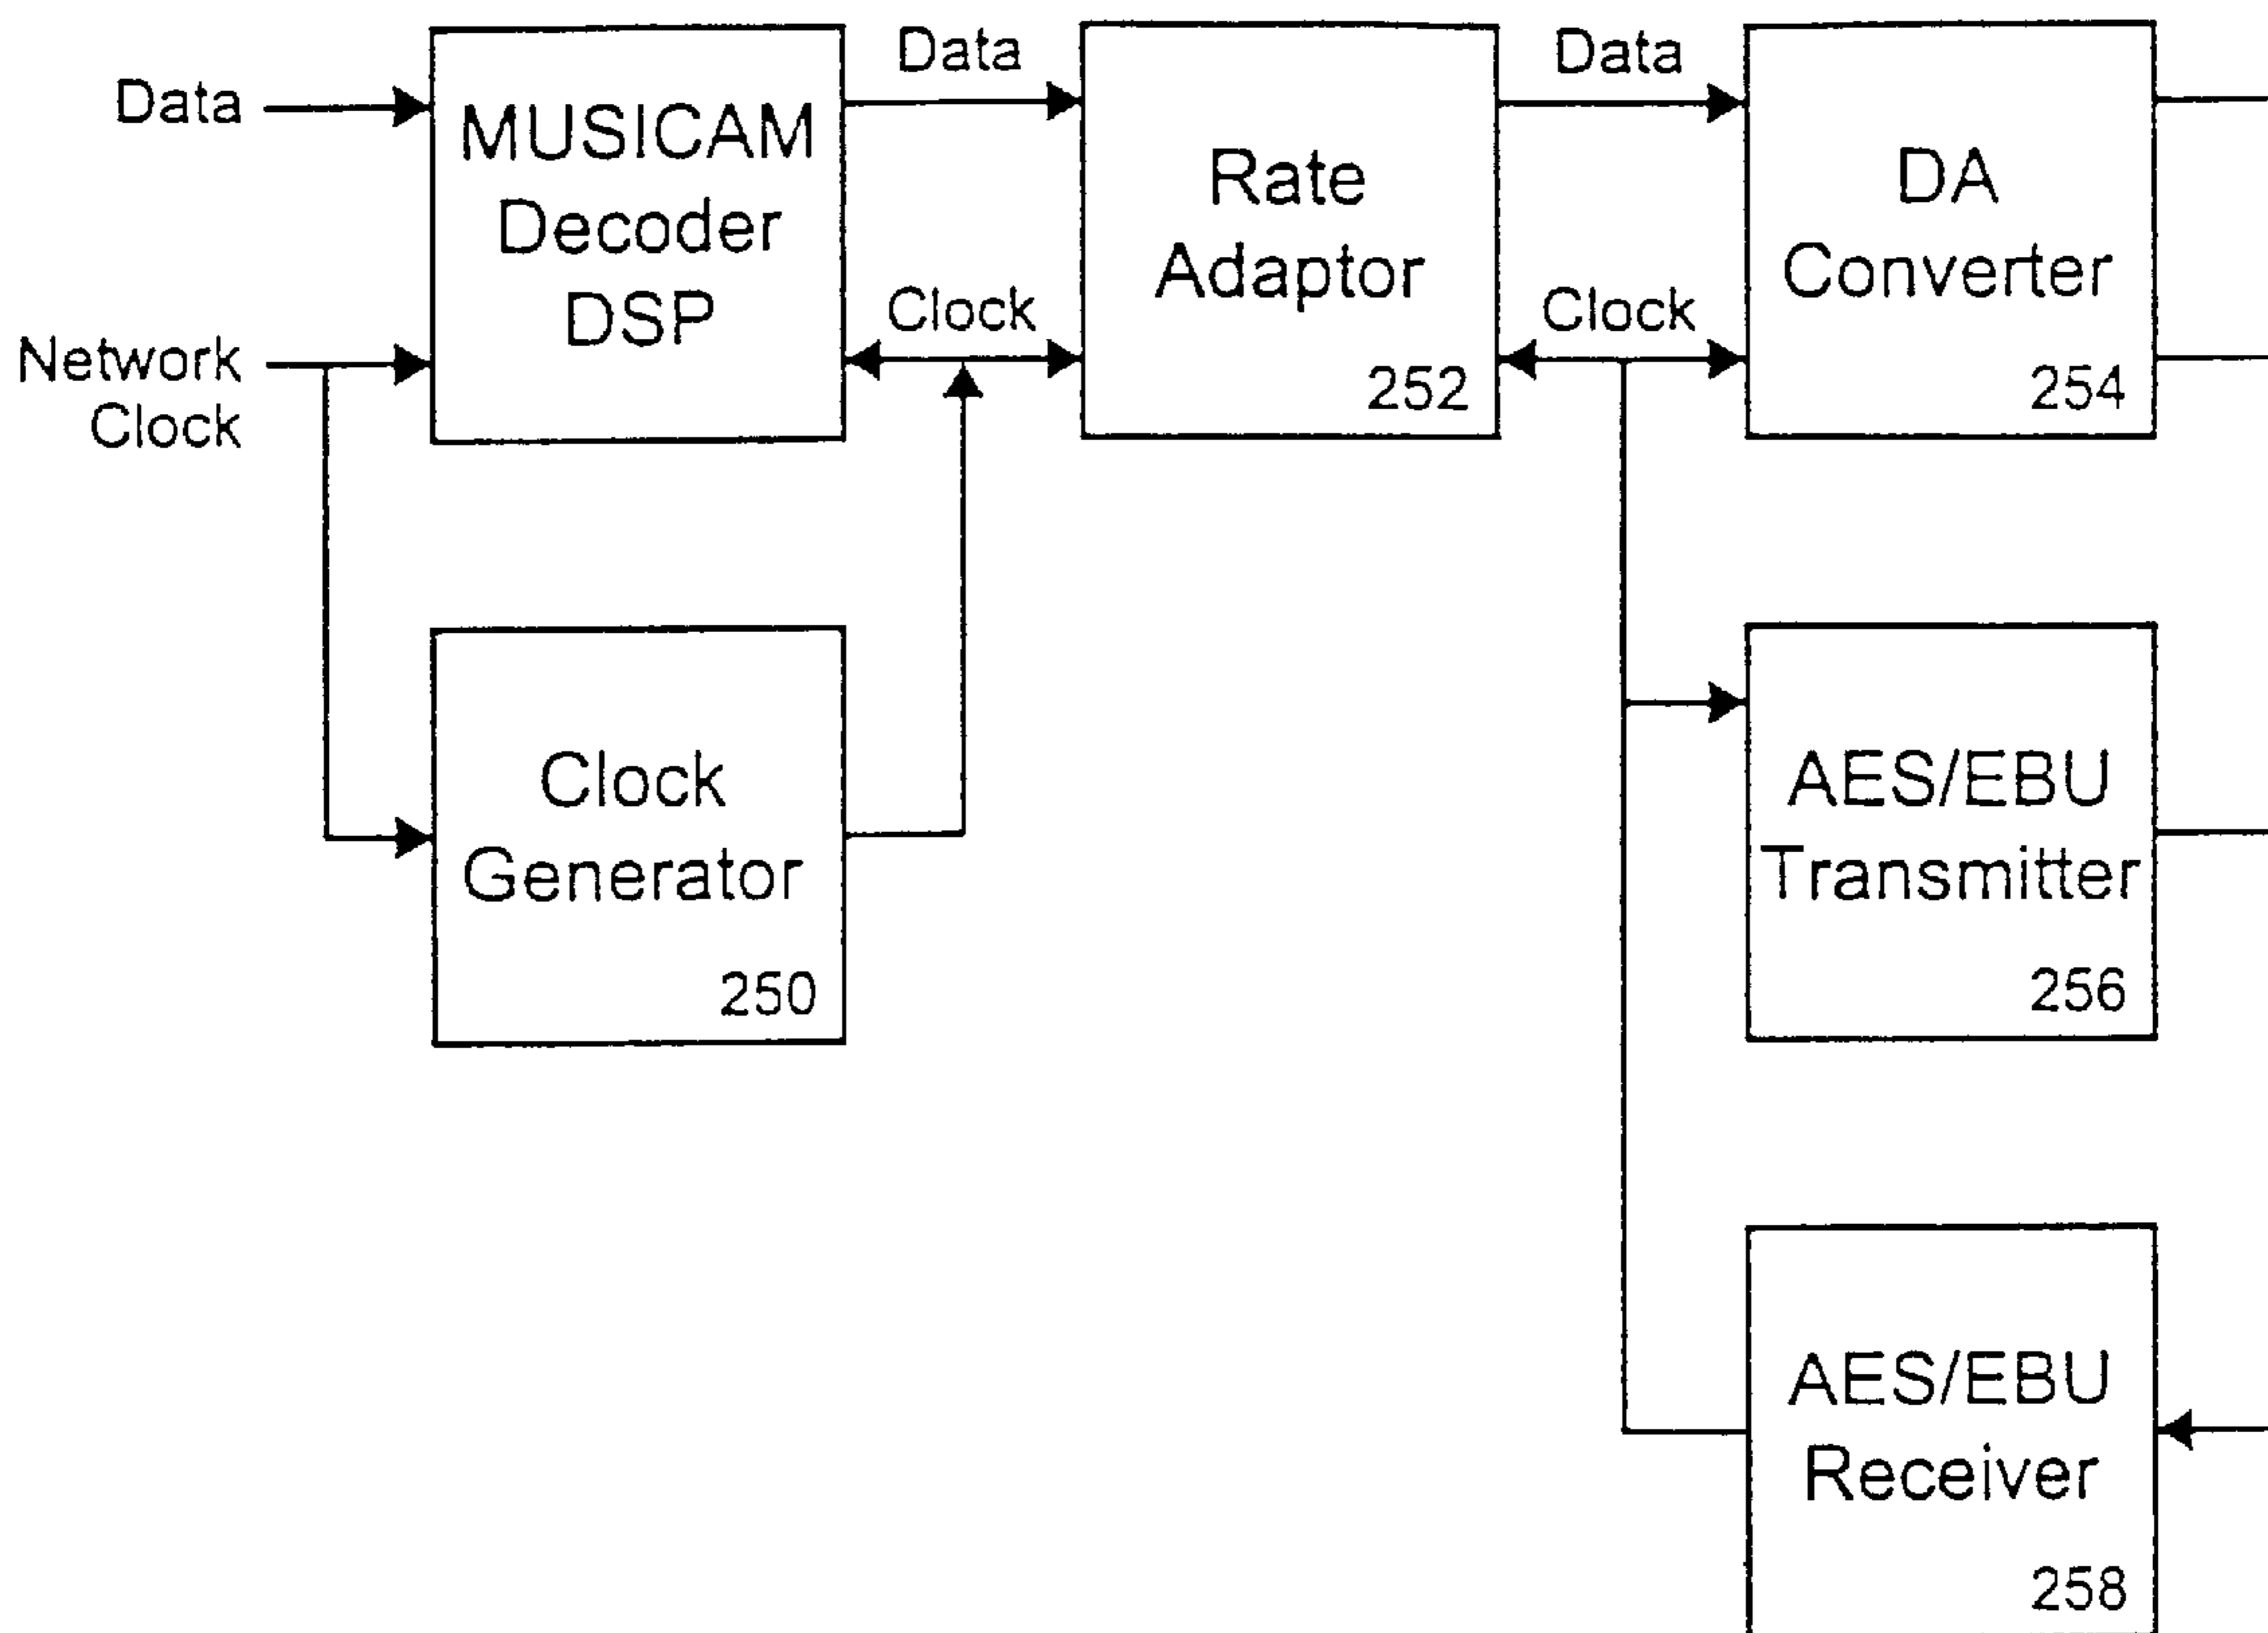 Data
Network
Clock
MUSICAM
Decoder
DSP
Data
Clock
Rate
Adaptor
252
Data
Clock
DA
Converter
254
Clock
Generator
250
AES/EBU
Transmitter
256
AES/EBU
Receiver
258